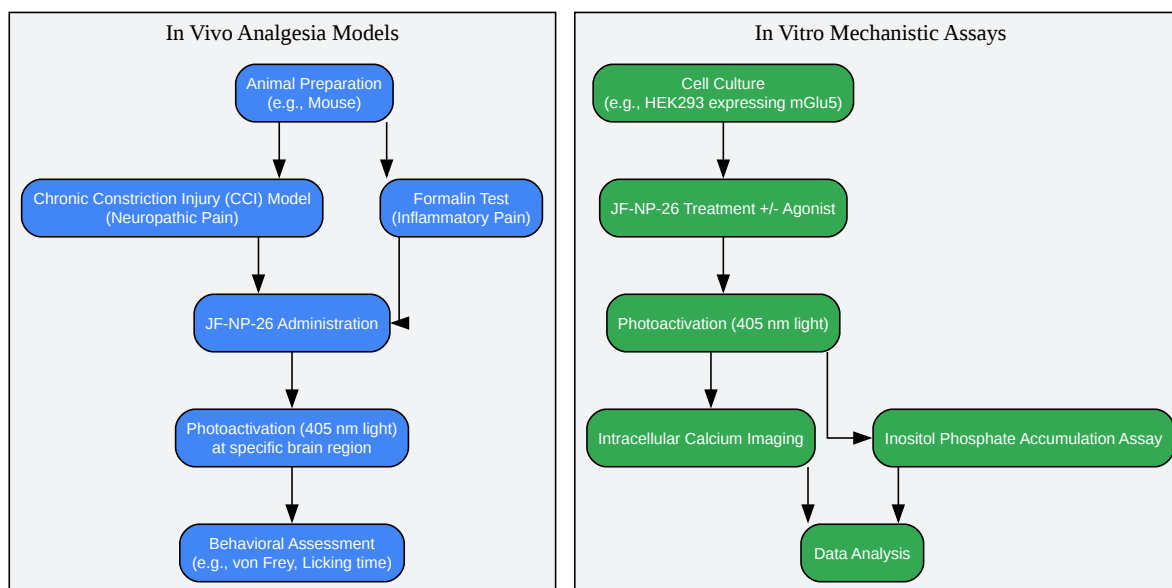 In Vivo Analgesia Models
Animal Preparation
(e.g., Mouse)
Chronic Constriction Injury (CCI) Model
(Neuropathic Pain)
Formalin Test
(Inflammatory Pain)
JF-NP-26 Administration
Photoactivation (405 nm light)
at specific brain region
Behavioral Assessment
(e.g., von Frey, Licking time)
In Vitro Mechanistic Assays
Cell Culture
(e.g., HEK293 expressing mGlu5)
JF-NP-26 Treatment +/- Agonist
Photoactivation (405 nm light)
Intracellular Calcium Imaging
Inositol Phosphate Accumulation Assay
Data Analysis